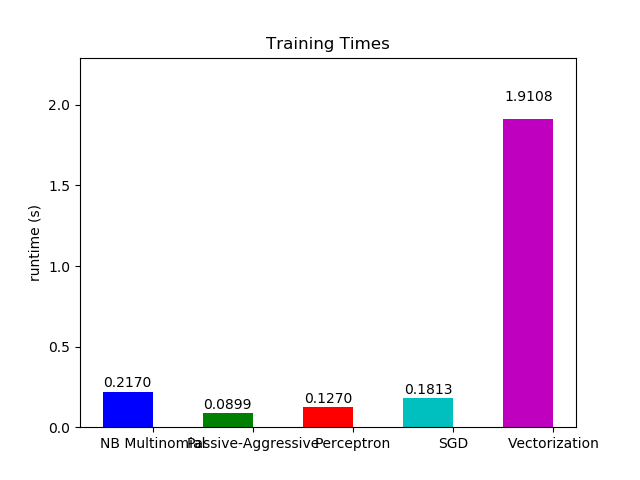 Training Times
runtime (s)
2.0
1.5
1.0
0.5
0.0
0.2170
0.0899
0.1270
0.1813
1.9108
NB Multinomial
Passive-Aggressive
Perceptron
SGD
Vectorization